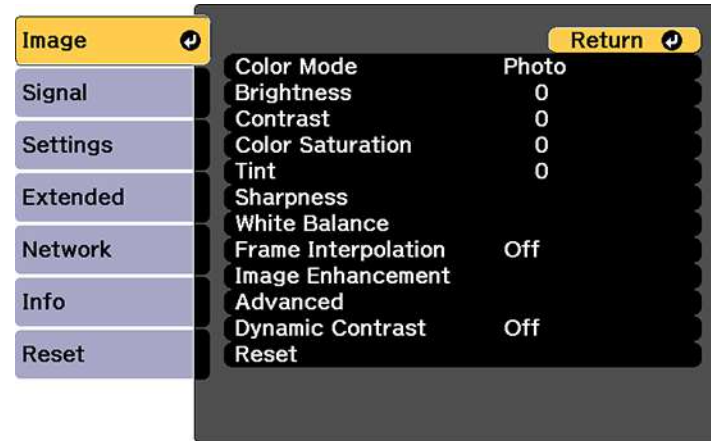 Image
Signal
Settings
Extended
Network
Info
Reset
Return
Color Mode Photo
Brightness 0
Contrast 0
Color Saturation 0
Tint 0
Sharpness
White Balance
Frame Interpolation Off
Image Enhancement
Advanced
Dynamic Contrast Off
Reset